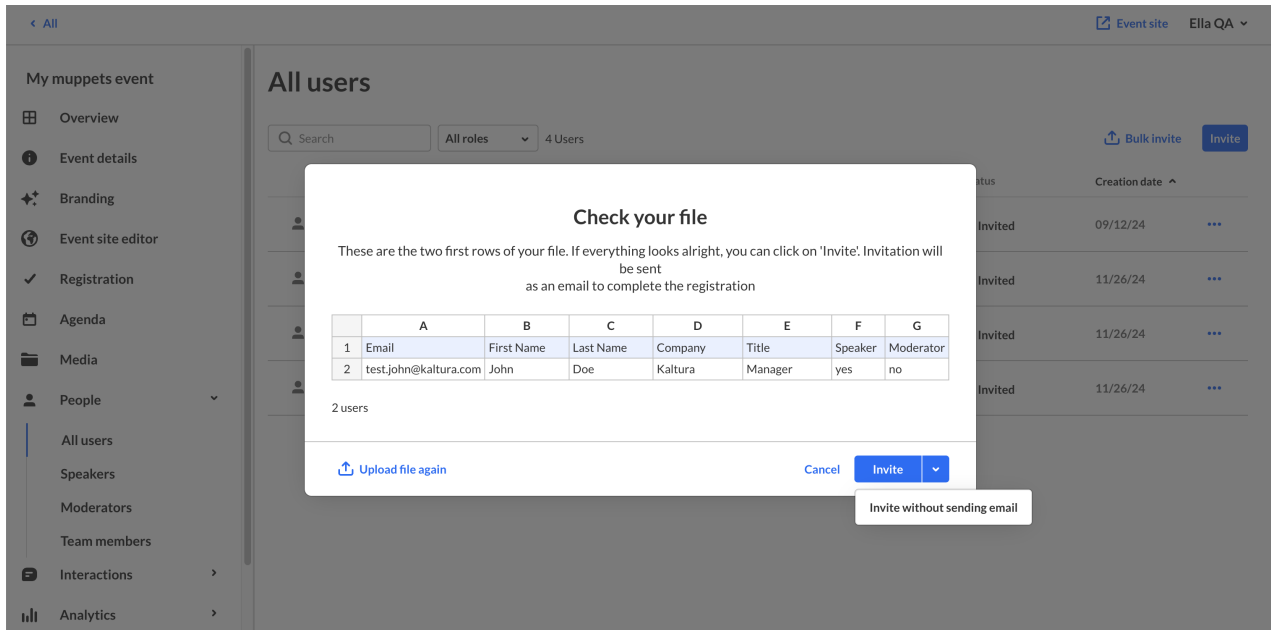 All
Event site
Ella QA
My muppets event
Overview
Event details
Branding
Event site editor
Registration
Agenda
Media
People
All users
Speakers
Moderators
Team members
Interactions
Analytics
All users
Search
All roles
4 Users
Bulk invite
Invite
atus
Creation date
Invited
09/12/24
Invited
11/26/24
Invited
11/26/24
Invited
11/26/24
Check your file
These are the two first rows of your file. If everything looks alright, you can click on 'Invite'. Invitation will
be sent
as an email to complete the registration
A B C D E F G
1 Email First Name Last Name Company Title Speaker Moderator
2 test.john@kaltura.com John Doe Kaltura Manager yes no
2 users
Upload file again
Cancel
Invite
Invite without sending email